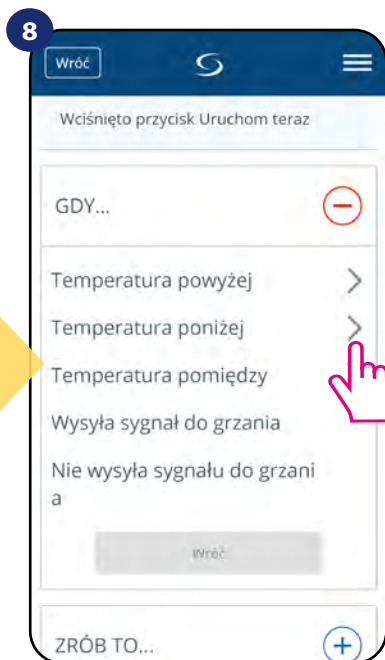 8
Wróć
Wciśnięto przycisk Uruchom teraz
GDY...
Temperatura powyżej
Temperatura poniżej
Temperatura pomiędzy
Wysyła sygnał do grzania
Nie wysyła sygnału do grzani
a
Wróć
ZRÓB TO...